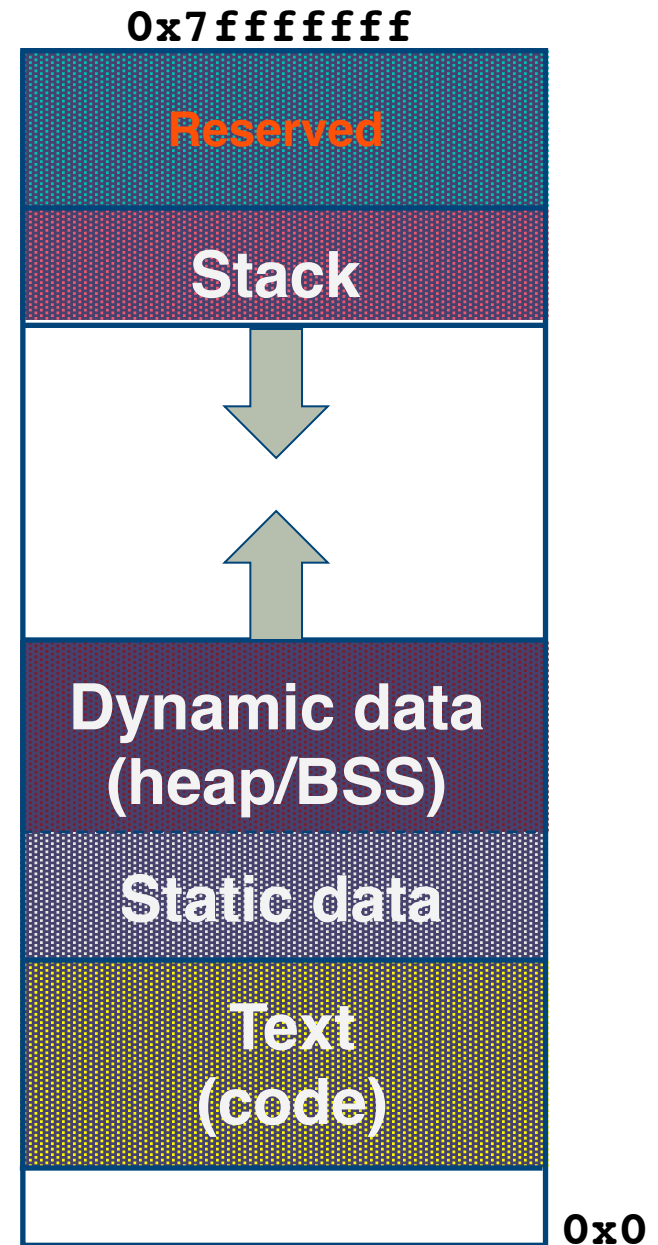 0x7fffffff
Reserved
Stack
Dynamic data
(heap/BSS)
Static data
Text
(code)
0x0